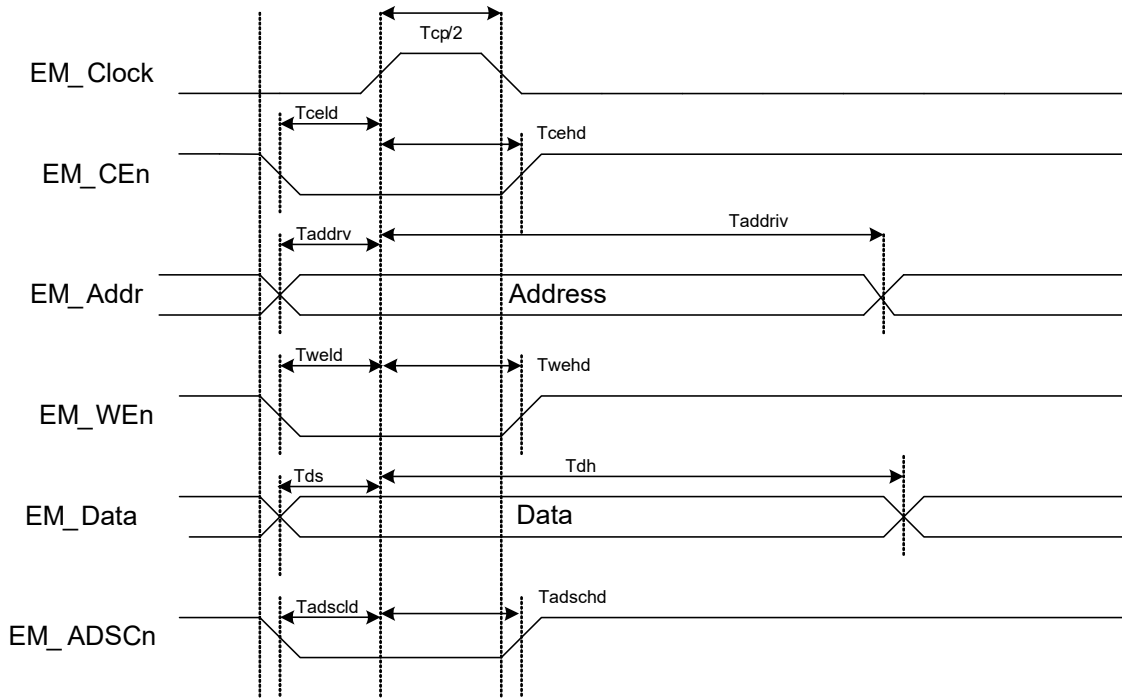 Tcp/2
EM_Clock
Tceld
Tcehd
EM_CEn
Taddrv
Taddriv
EM_Addr
Address
Tweld
Twehd
EM_WEn
Tds
Tdh
EM_Data
Data
Tadscld
Tadschd
EM_ADSCn